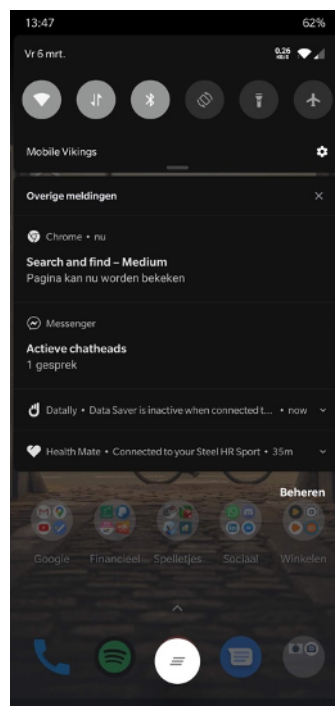 13:47 62%
Vr 6 mrt. 0.26
KB/S
Mobile Vikings
Overige meldingen
Chrome • nu
Search and find – Medium
Pagina kan nu worden bekeken
Messenger
Actieve chatheads
1 gesprek
Datally • Data Saver is inactive when connected t... • now
Health Mate • Connected to your Steel HR Sport • 35m
Beheren
Google Financieel Spelletjes Sociaal Winkelen